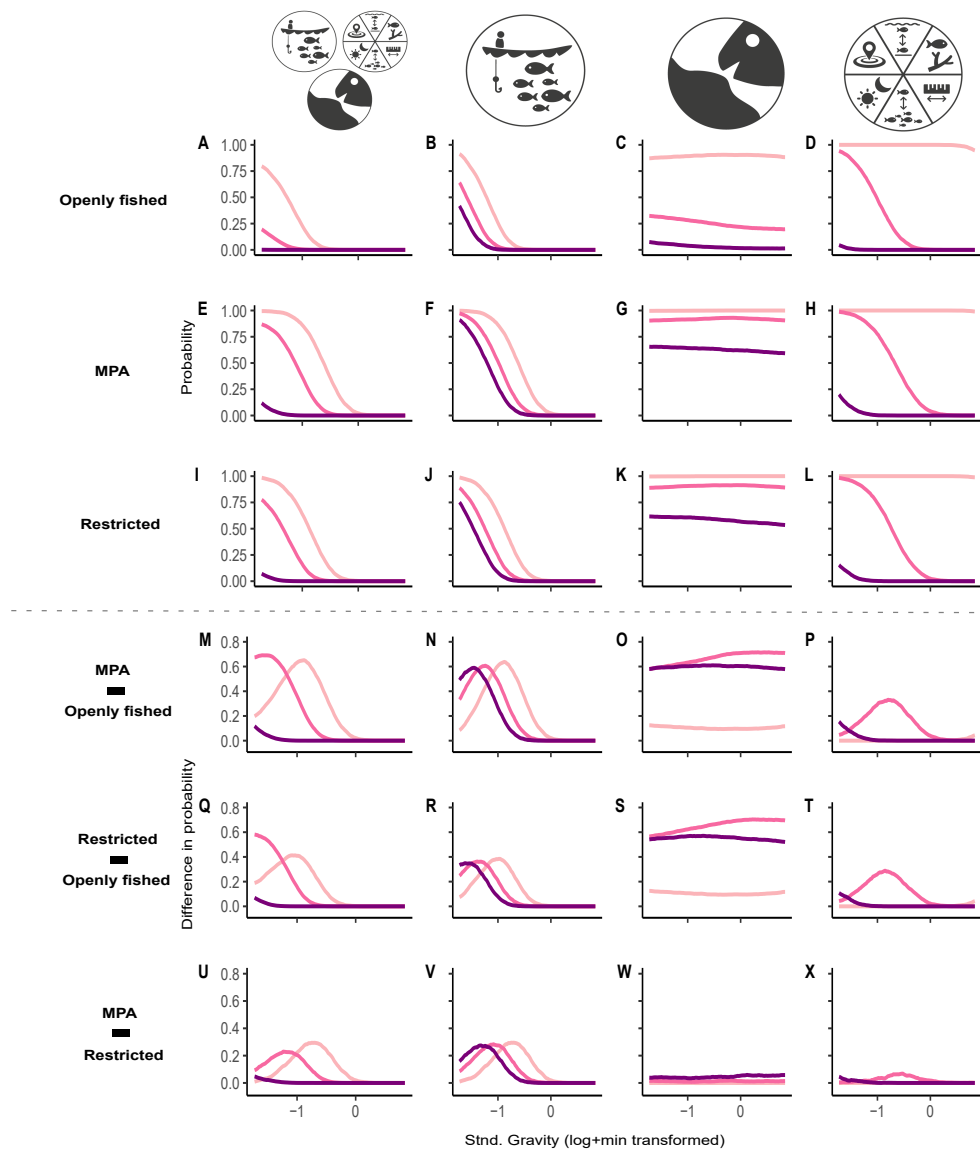 A B C D
1.00
0.75
Openly fished 0.50
0.25
0.00
E F G H
1.00
0.75
MPA 0.50
0.25
0.00
Probability
I J K L
1.00
0.75
Restricted 0.50
0.25
0.00
M N O P
0.8
MPA 0.6
0.4
Openly fished 0.2
0.0
Q R S T
0.8
Restricted 0.6
0.4
Openly fished 0.2
0.0
Difference in probability
U V W X
0.8
MPA 0.6
0.4
Restricted 0.2
0.0
−1 0 −1 0 −1 0 −1 0
Stnd. Gravity (log+min transformed)